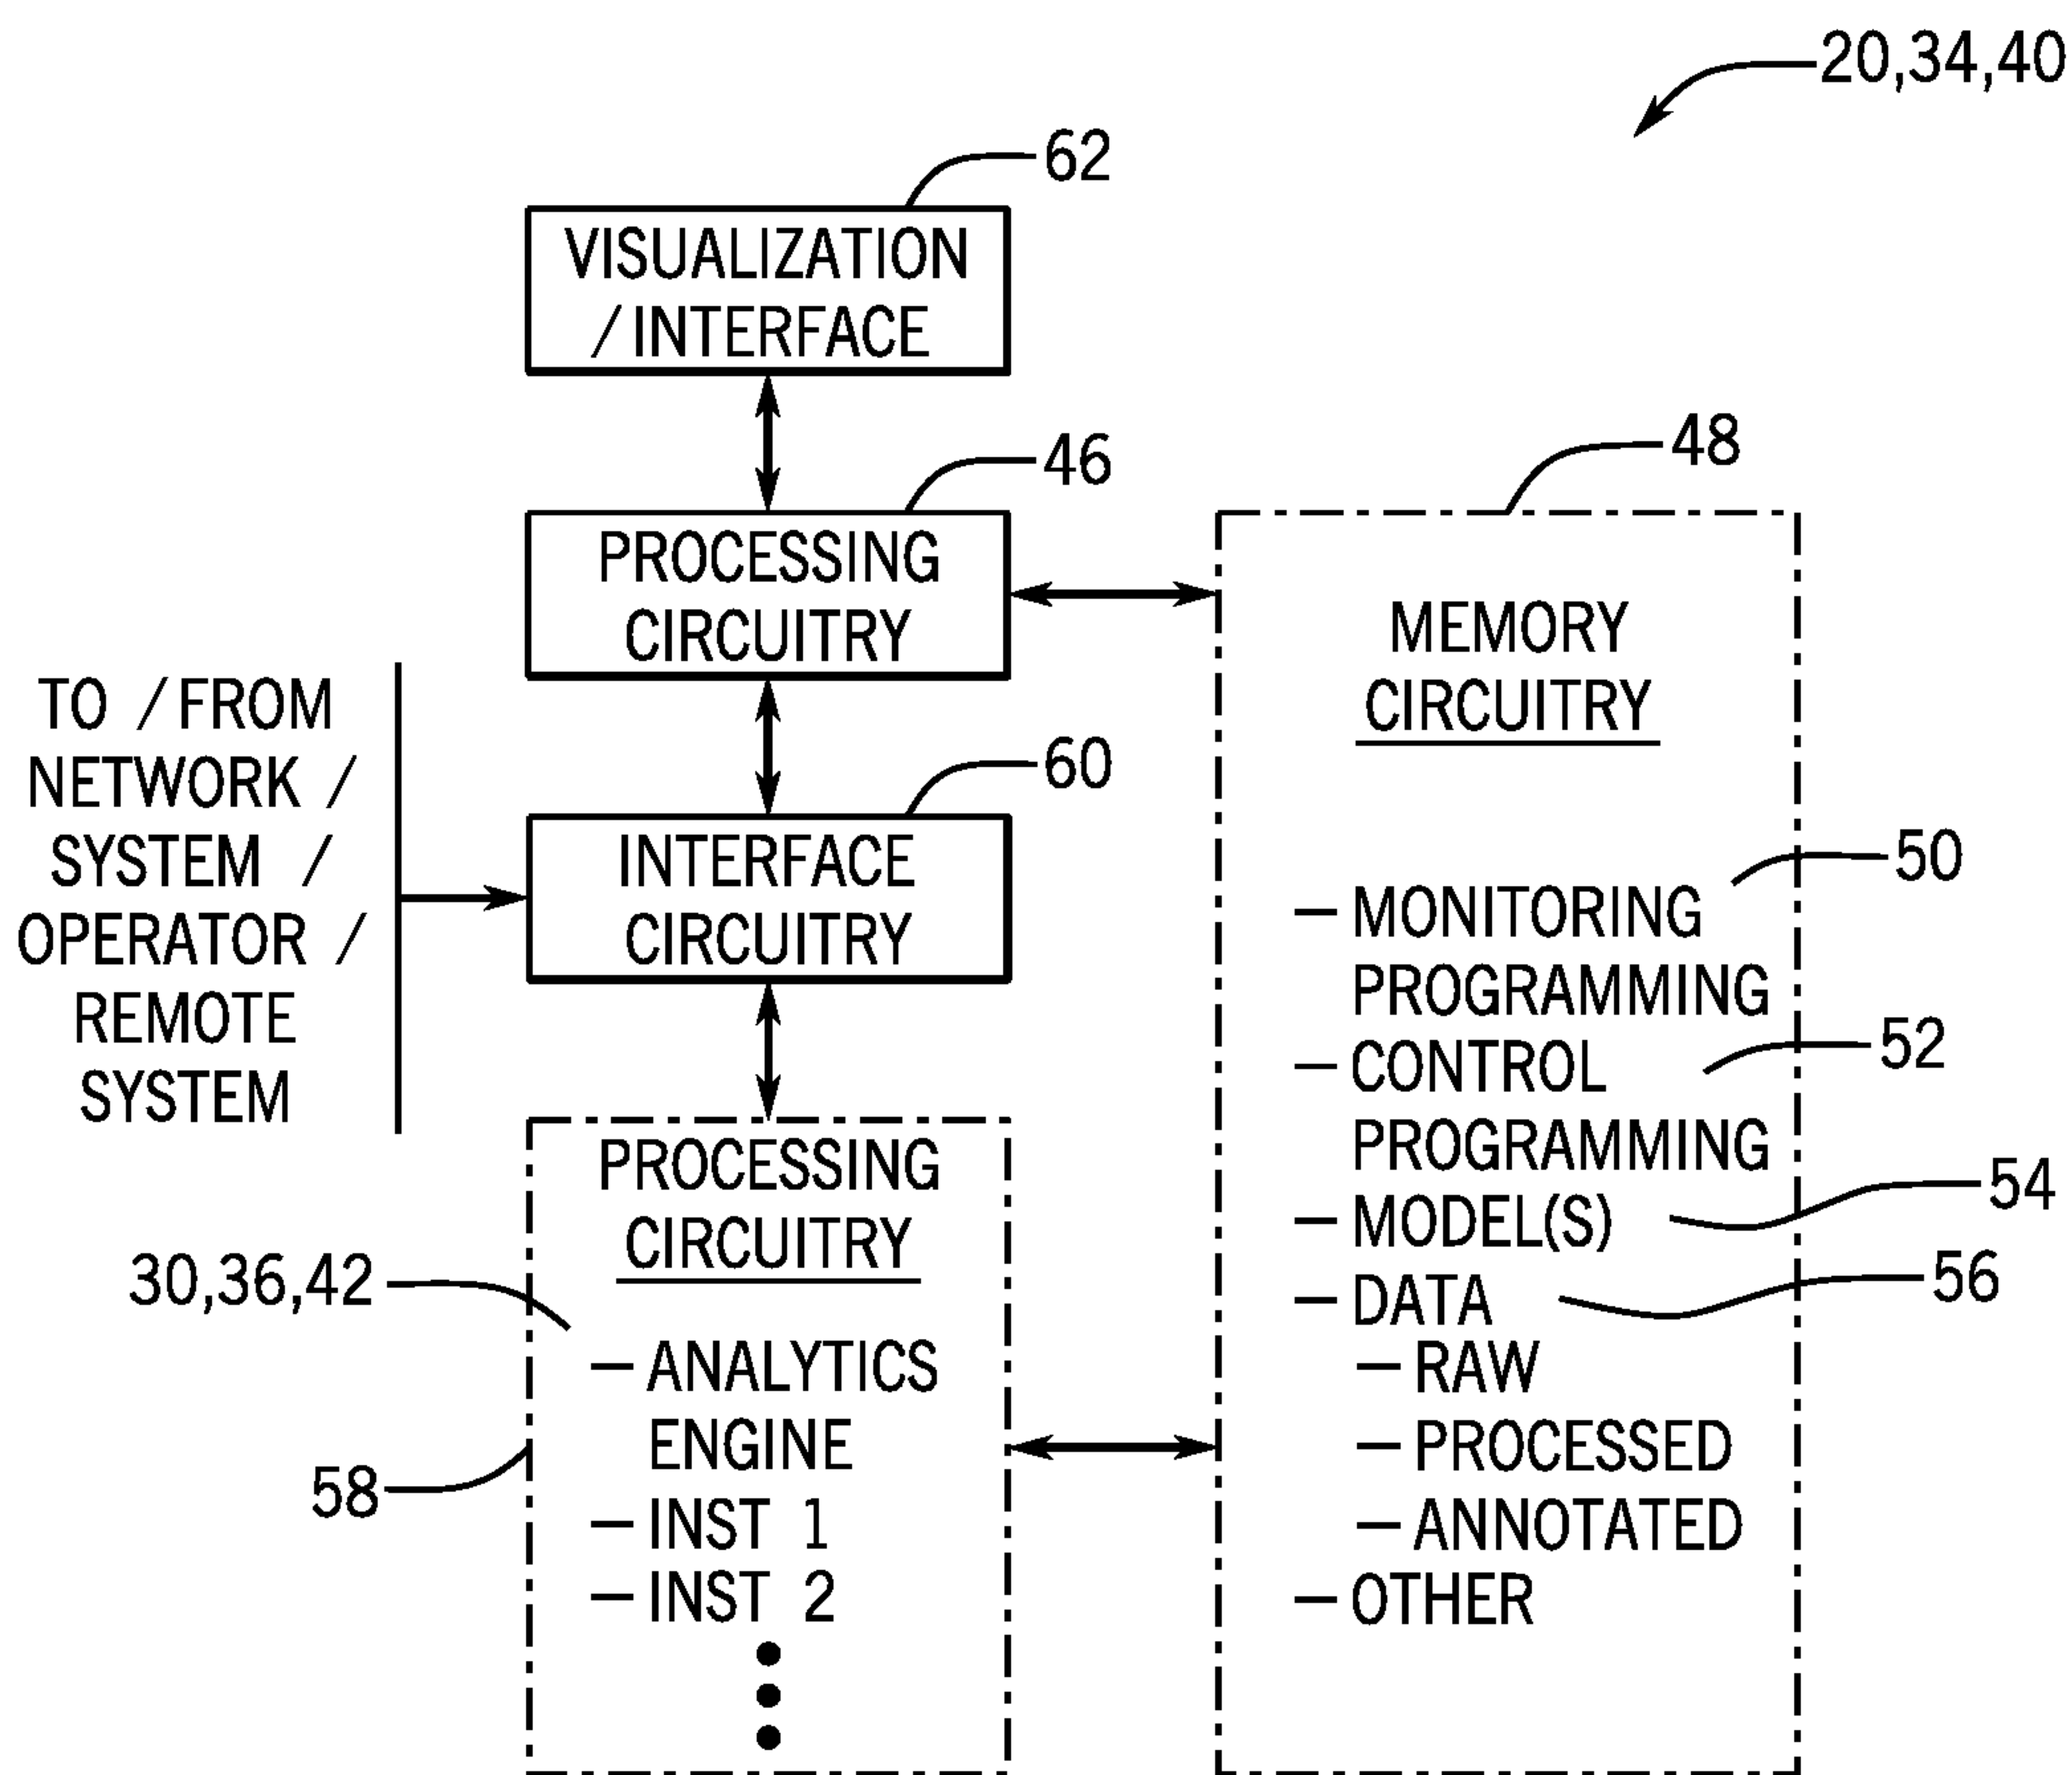 20,34,40
62
VISUALIZATION
/INTERFACE
46
PROCESSING
CIRCUITRY
48
MEMORY
CIRCUITRY
TO /FROM
NETWORK /
SYSTEM /
OPERATOR /
REMOTE
SYSTEM
60
INTERFACE
CIRCUITRY
50
— MONITORING
PROGRAMMING
52
— CONTROL
PROGRAMMING
54
— MODEL(S)
56
— DATA
— RAW
— PROCESSED
— ANNOTATED
— OTHER
PROCESSING
CIRCUITRY
30,36,42
— ANALYTICS
ENGINE
58
— INST 1
— INST 2